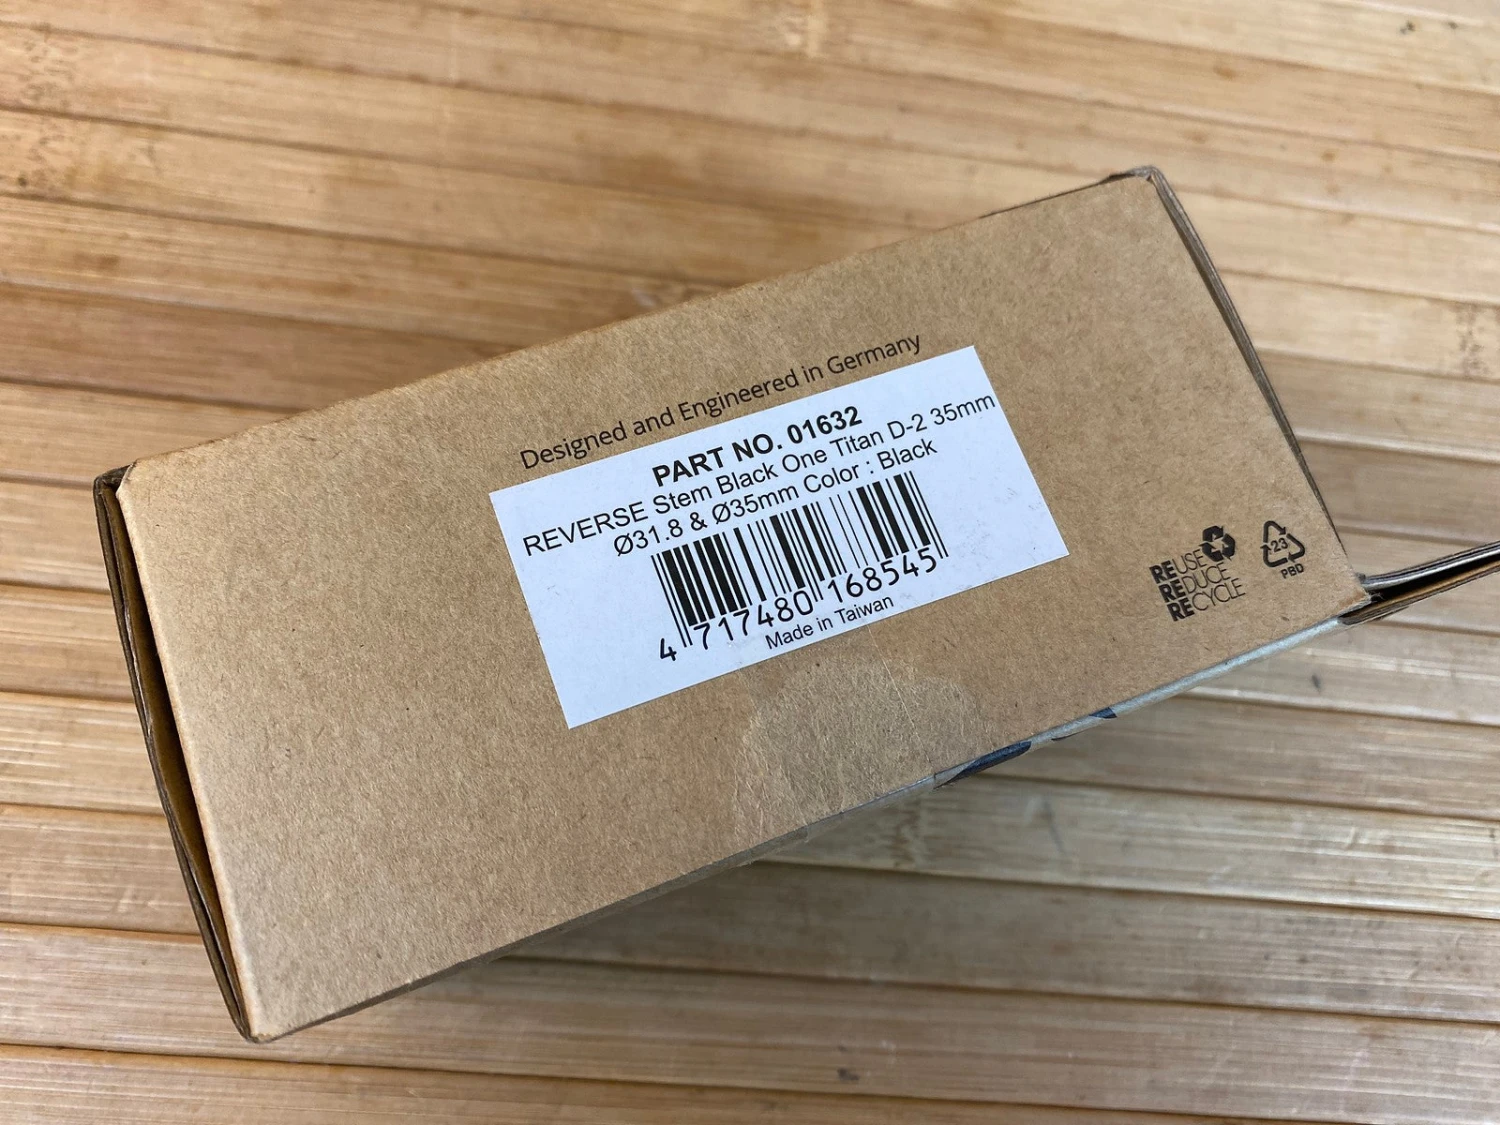 Designed and Engineered in Germany
PART NO. 01632
REVERSE Stem Black One Titan D-2 35mm
Ø31.8 & Ø35mm Color : Black
4 717480 168545
Made in Taiwan
REUSE
REDUCE
RECYCLE
23
PBD